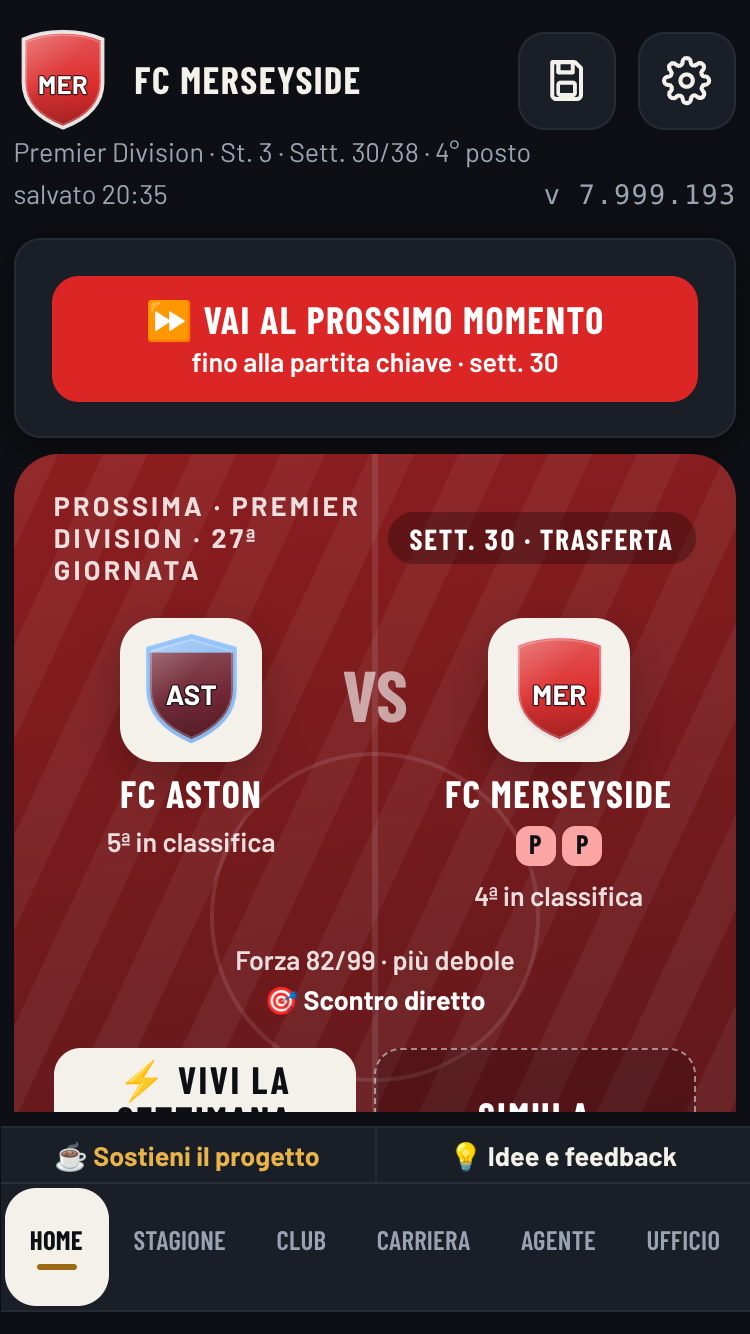 MER
FC MERSEYSIDE
Premier Division · St. 3 · Sett. 30/38 · 4° posto
salvato 20:35
v 7.999.193
⏩ VAI AL PROSSIMO MOMENTO
fino alla partita chiave · sett. 30
PROSSIMA · PREMIER
DIVISION · 27ª
GIORNATA
SETT. 30 · TRASFERTA
AST
VS
MER
FC ASTON
5ª in classifica
FC MERSEYSIDE
P P
4ª in classifica
Forza 82/99 · più debole
🎯 Scontro diretto
⚡ VIVI LA
SETTIMANA
SIMULA
☕ Sostieni il progetto
💡 Idee e feedback
HOME
STAGIONE
CLUB
CARRIERA
AGENTE
UFFICIO